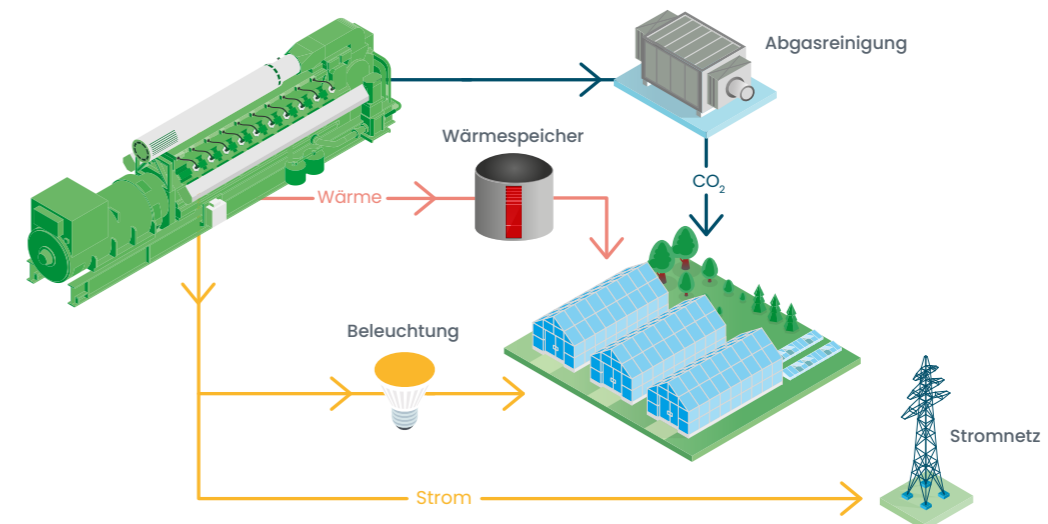 Abgasreinigung
Wärmespeicher
CO₂
Wärme
Beleuchtung
Stromnetz
Strom